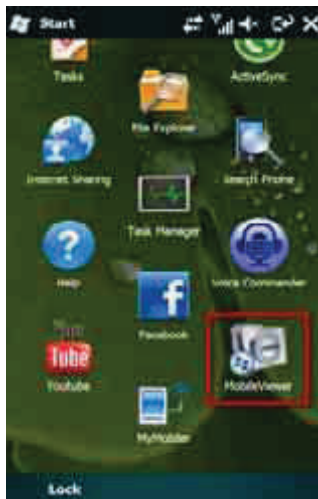 Start
Tasks
ActiveSync
File Explorer
Internet Sharing
Search Phone
Task Manager
Help
Voice Commander
Facebook
You
Tube
Youtube
MobileViewer
MyMobiler
Lock